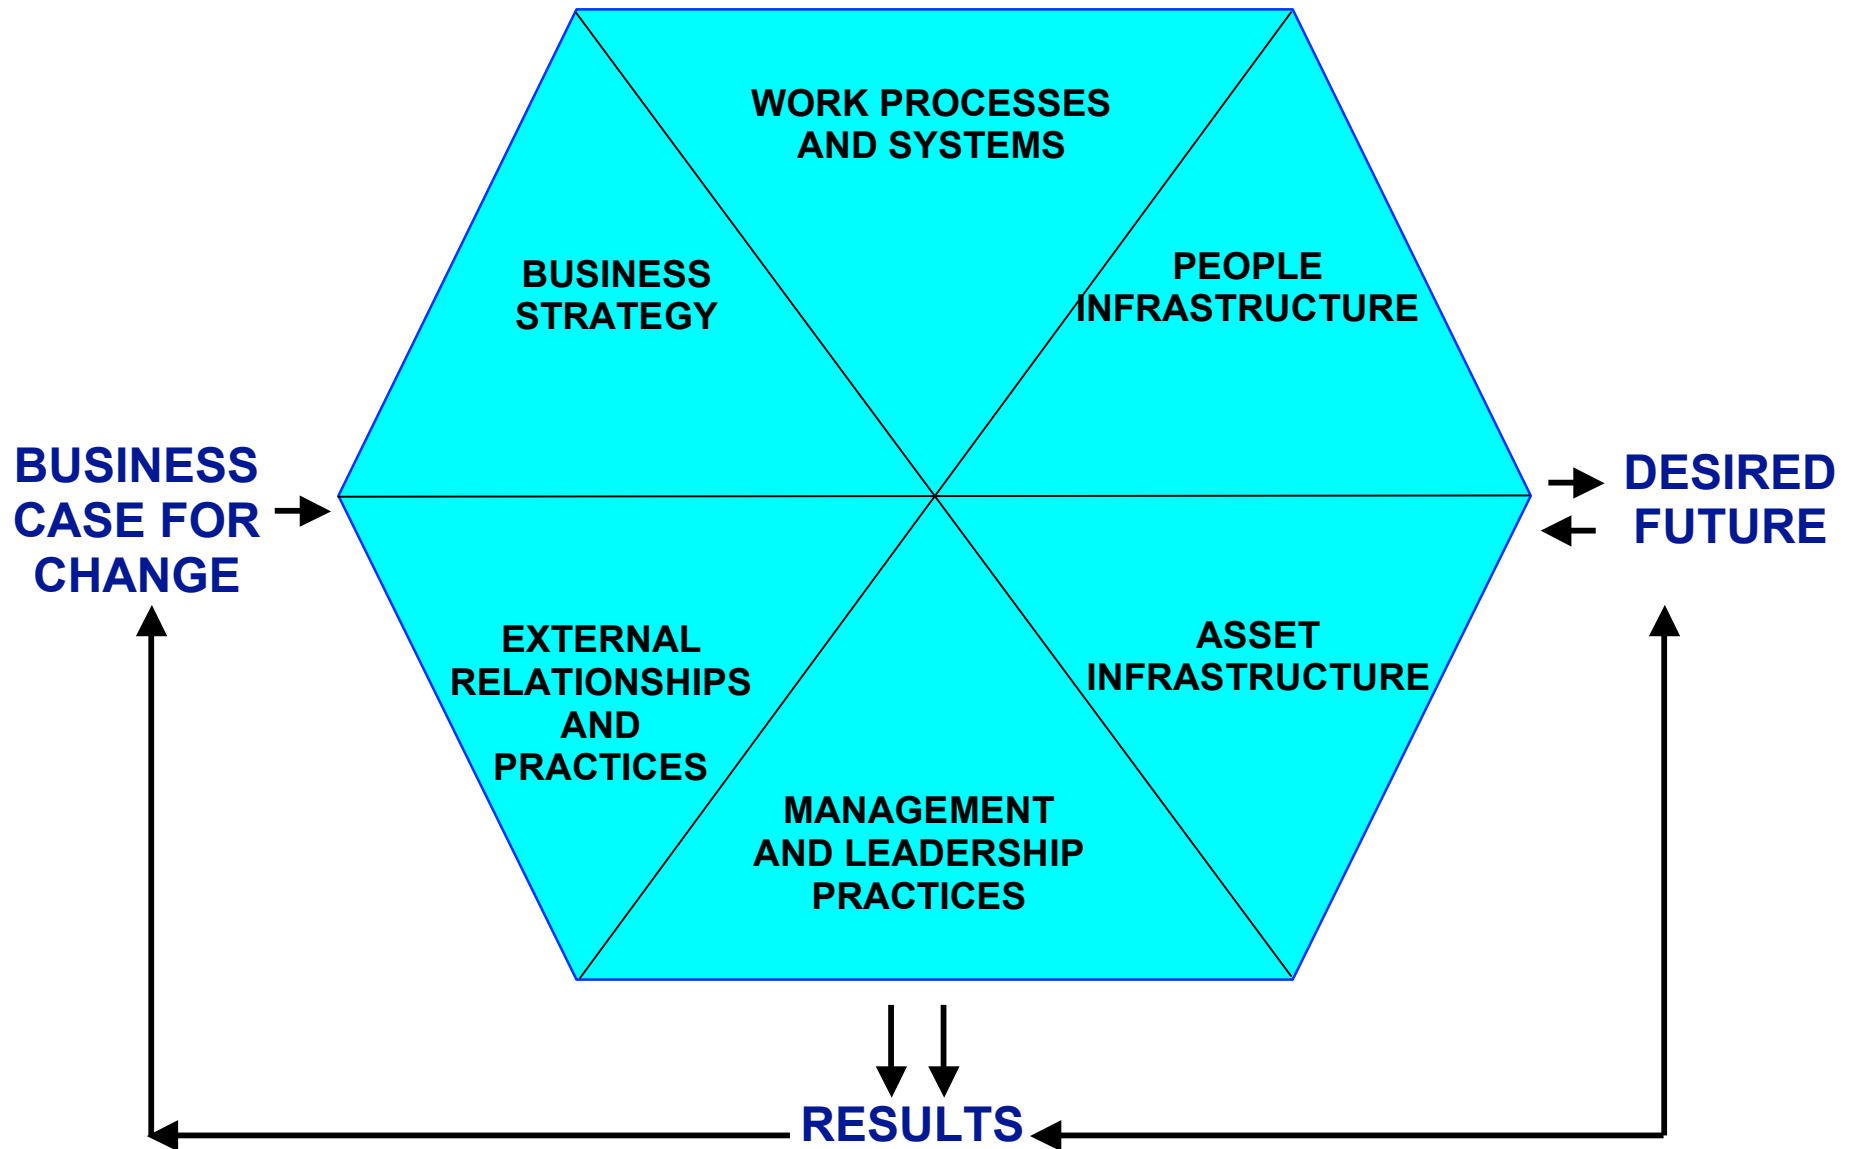 WORK PROCESSES
AND SYSTEMS
BUSINESS
STRATEGY
PEOPLE
INFRASTRUCTURE
BUSINESS
CASE FOR
CHANGE
DESIRED
FUTURE
EXTERNAL
RELATIONSHIPS
AND
PRACTICES
ASSET
INFRASTRUCTURE
MANAGEMENT
AND LEADERSHIP
PRACTICES
RESULTS